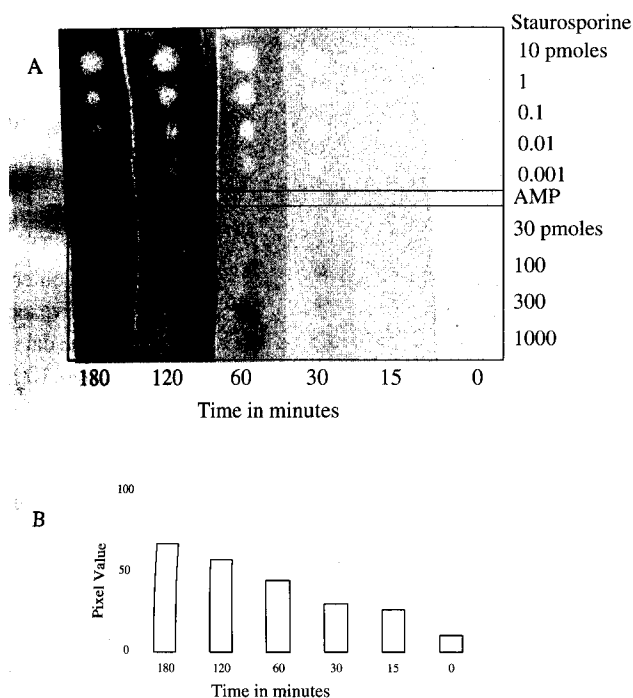 Staurosporine
A
10 pmoles
1
0.1
0.01
0.001
AMP
30 pmoles
100
300
1000
180 120 60 30 15 0
Time in minutes
B
100
50
0
Pixel Value
180 120 60 30 15 0
Time in minutes